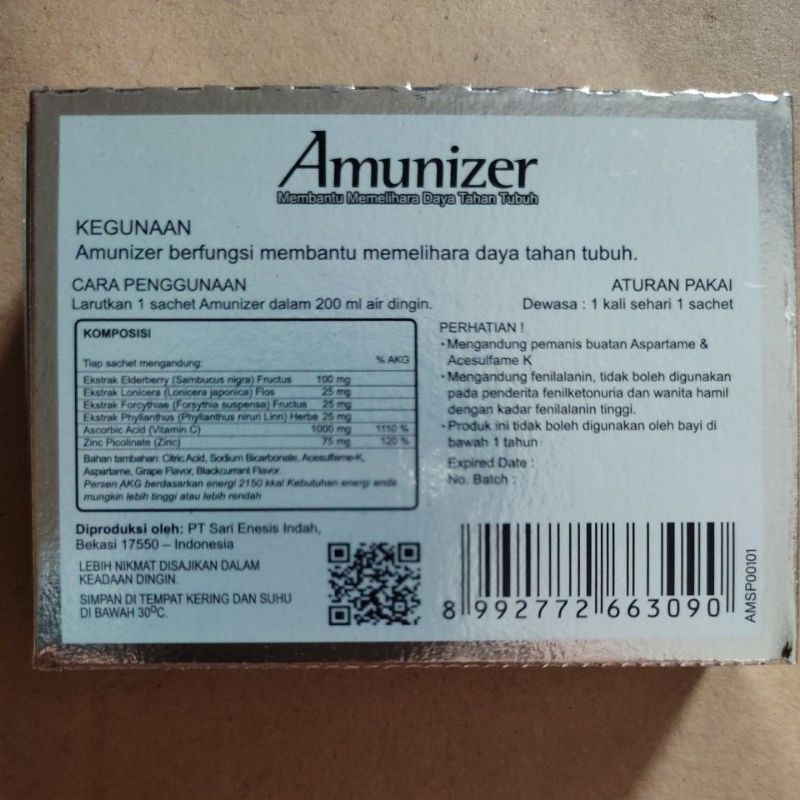 Amunizer
Membantu Memelihara Daya Tahan Tubuh
KEGUNAAN
Amunizer berfungsi membantu memelihara daya tahan tubuh.
CARA PENGGUNAAN
Larutkan 1 sachet Amunizer dalam 200 ml air dingin.
ATURAN PAKAI
Dewasa : 1 kali sehari 1 sachet
KOMPOSISI
Tiap sachet mengandung: % AKG
Ekstrak Elderberry (Sambucus nigra) Fructus 100 mg
Ekstrak Lonicera (Lonicera japonica) Flos 25 mg
Ekstrak Forcythiae (Forsythia suspensa) Fructus 25 mg
Ekstrak Phyllanthus (Phyllanthus niruri Linn) Herba 25 mg
Ascorbic Acid (Vitamin C) 1000 mg 1110 %
Zinc Picolinate (Zinc) 75 mg 120 %
Bahan tambahan: Citric Acid, Sodium Bicarbonate, Acesulfame-K,
Aspartame, Grape Flavor, Blackcurrant Flavor.
Persen AKG berdasarkan energi 2150 kkal Kebutuhan energi anda
mungkin lebih tinggi atau lebih rendah
PERHATIAN !
• Mengandung pemanis buatan Aspartame &
Acesulfame K
• Mengandung fenilalanin, tidak boleh digunakan
pada penderita fenilketonuria dan wanita hamil
dengan kadar fenilalanin tinggi.
• Produk ini tidak boleh digunakan oleh bayi di
bawah 1 tahun
Expired Date :
No. Batch :
Diproduksi oleh: PT Sari Enesis Indah,
Bekasi 17550 – Indonesia
LEBIH NIKMAT DISAJIKAN DALAM
KEADAAN DINGIN.
SIMPAN DI TEMPAT KERING DAN SUHU
DI BAWAH 30ºC.
8 992772 663090
AMSP00101